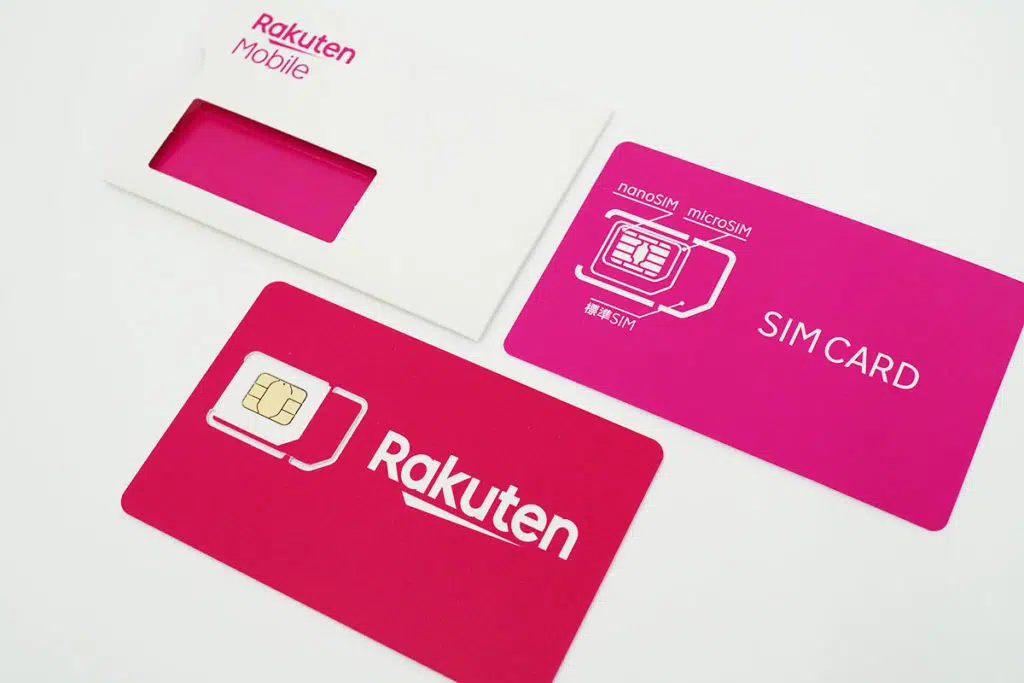 Rakuten
Mobile
nanoSIM
microSIM
標準SIM
SIM CARD
Rakuten